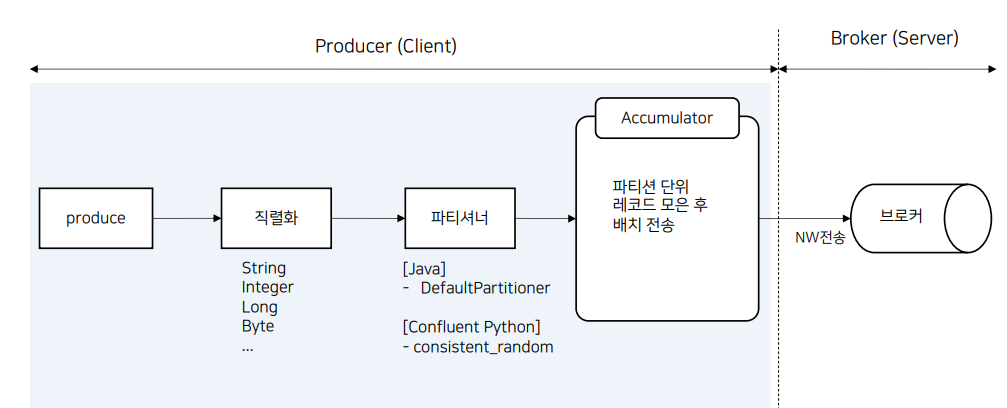 Producer (Client)
Broker (Server)
Accumulator
produce
직렬화
파티셔너
파티션 단위
레코드 모은 후
배치 전송
브로커
NW전송
String
Integer
Long
Byte
...
[Java]
- DefaultPartitioner
[Confluent Python]
- consistent_random